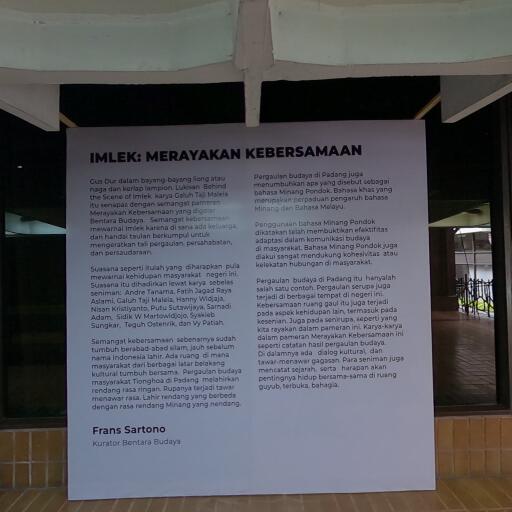 IMLEK: MERAYAKAN KEBERSAMAAN
Gus Dur dalam bayang-bayang liong atau
naga dan kerlap lampion. Lukisan Behind
the Scene of Imlek karya Galuh Taji Malela
itu senapas dengan semangat pameran
Merayakan Kebersamaan yang digelar
Bentara Budaya. Semangat kebersamaan
mewarnai Imlek karena di sana ada keluarga,
dan handai taulan berkumpul untuk
mengeratkan tali pergaulan, persahabatan,
dan persaudaraan.
Suasana seperti itulah yang diharapkan pula
mewarnai kehidupan masyarakat negeri ini.
Suasana itu dihadirkan lewat karya sebelas
seniman: Andre Tanama, Fatih Jagad Raya
Aslami, Galuh Taji Malela, Hanny Widjaja,
Nisan Kristiyanto, Putu Sutawijaya, Sarnadi
Adam, Sidik W Martowidjojo, Syakieb
Sungkar, Teguh Ostenrik, dan Vy Patiah.
Semangat kebersamaan sebenarnya sudah
tumbuh berabad-abad silam, jauh sebelum
nama Indonesia lahir. Ada ruang di mana
masyarakat dari berbagai latar belakang
kultural tumbuh bersama. Pergaulan budaya
masyarakat Tionghoa di Padang melahirkan
rendang rasa ringan. Rupanya terjadi tawar
menawar rasa. Lahir rendang yang berbeda
dengan rasa rendang Minang yang nendang.
Frans Sartono
Kurator Bentara Budaya
Pergaulan budaya di Padang juga
menumbuhkan apa yang disebut sebagai
bahasa Minang Pondok. Bahasa khas yang
merupakan perpaduan pengaruh bahasa
Minang dan Bahasa Melayu.
Penggunaan bahasa Minang Pondok
dikatakan telah membuktikan efektifitas
adaptasi dalam komunikasi budaya
di masyarakat. Bahasa Minang Pondok juga
diakui sangat mendukung kohesivitas atau
kelekatan hubungan di masyarakat.
Pergaulan budaya di Padang itu hanyalah
salah satu contoh. Pergaulan serupa juga
terjadi di berbagai tempat di negeri ini.
Kebersamaan ruang gaul itu juga terjadi
pada aspek kehidupan lain, termasuk pada
kesenian. Juga pada senirupa, seperti yang
kita rayakan dalam pameran ini. Karya-karya
dalam pameran Merayakan Kebersamaan ini
seperti catatan hasil pergaulan budaya.
Di dalamnya ada dialog kultural, dan
tawar-menawar gagasan. Para seniman juga
mencatat sejarah, serta harapan akan
pentingnya hidup bersama-sama di ruang
guyub, terbuka, bahagia.